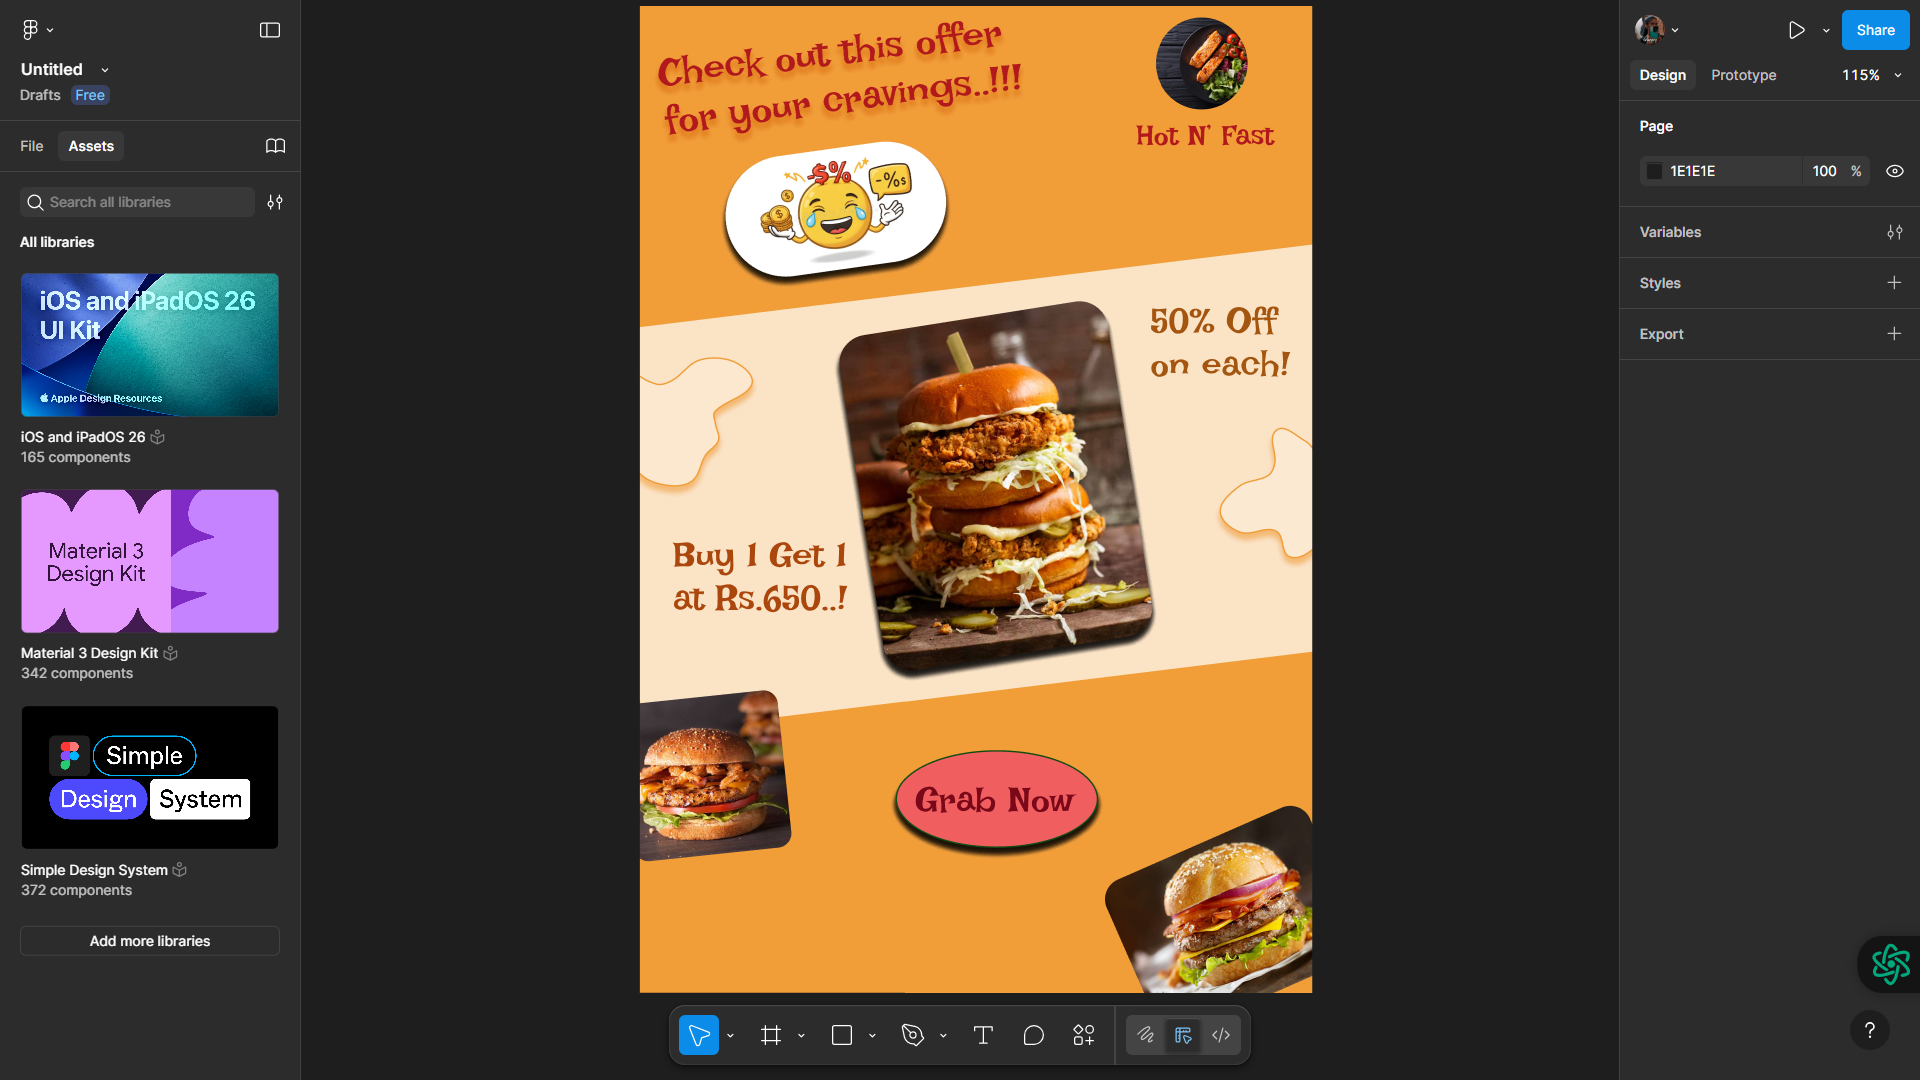 Untitled
Drafts Free
File Assets
Search all libraries
All libraries
iOS and iPadOS 26
UI Kit
Apple Design Resources
iOS and iPadOS 26
165 components
Material 3
Design Kit
Material 3 Design Kit
342 components
Simple
Design System
Simple Design System
372 components
Add more libraries
Check out this offer
for your cravings..!!!
Hot N' Fast
-$%
-%$
50% Off
on each!
Buy 1 Get 1
at Rs.650..!
Grab Now
Share
Design Prototype 115%
Page
1E1E1E 100 %
Variables
Styles
Export
?